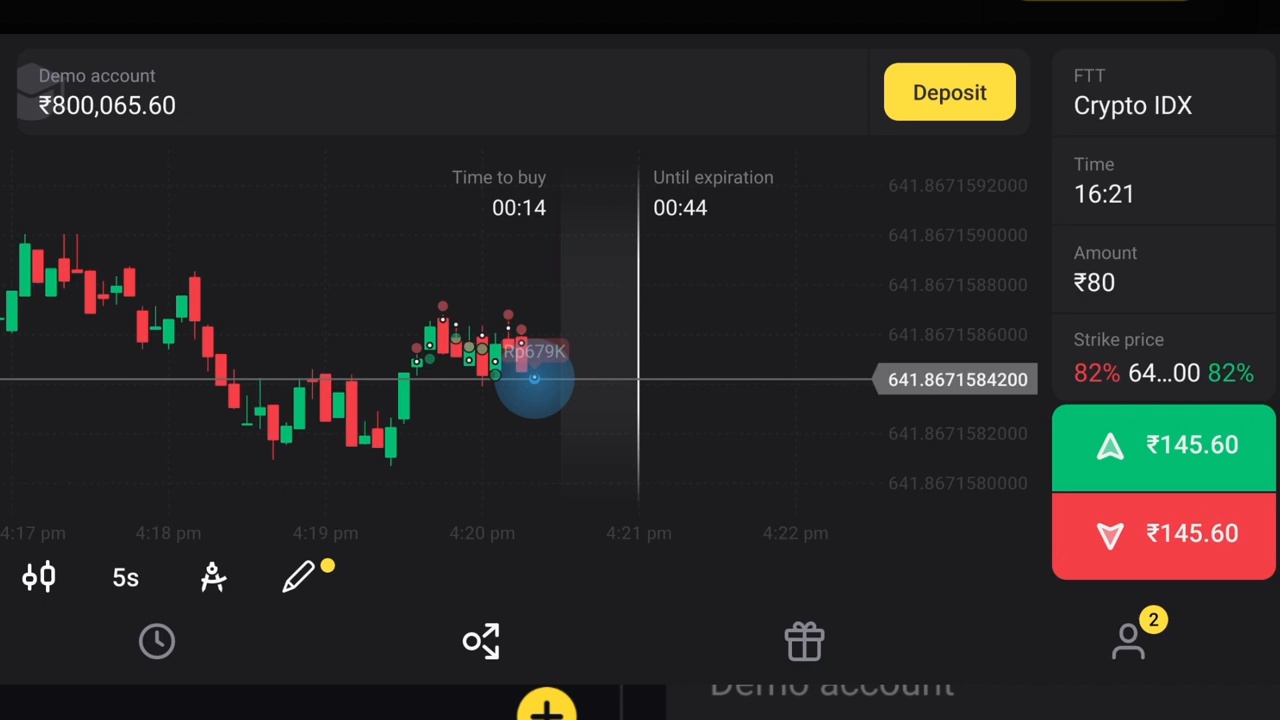 Demo account
₹800,065.60
Deposit
FTT
Crypto IDX
Time
16:21
Amount
₹80
Strike price
82% 64...00 82%
₹145.60
₹145.60
Time to buy
00:14
Until expiration
00:44
641.8671592000
641.8671590000
641.8671588000
641.8671586000
641.8671584200
641.8671582000
641.8671580000
Rp679K
4:17 pm
4:18 pm
4:19 pm
4:20 pm
4:21 pm
4:22 pm
5s
2
Demo account